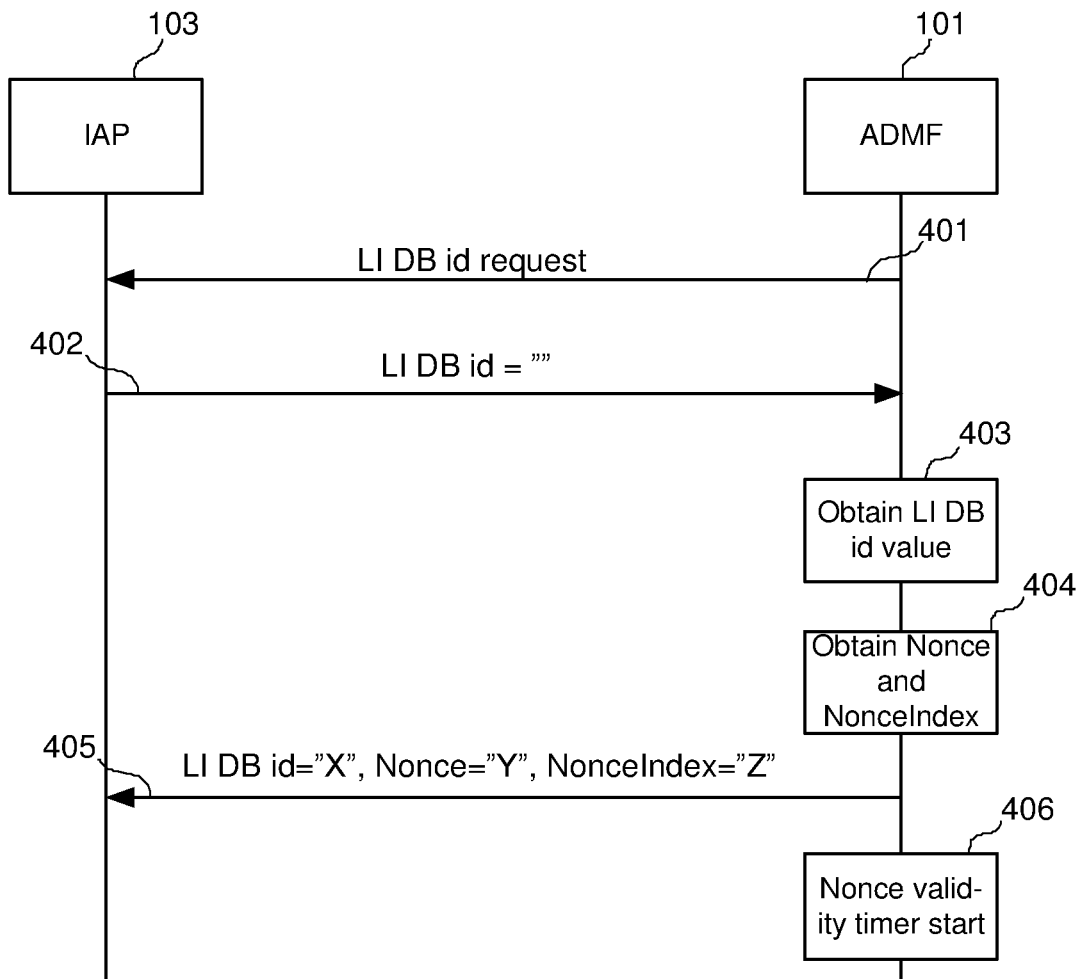 103
101
IAP
ADMF
401
LI DB id request
402
LI DB id = ””
403
Obtain LI DB
id value
404
Obtain Nonce
and
NonceIndex
405
LI DB id=”X”, Nonce=”Y”, NonceIndex=”Z”
406
Nonce valid-
ity timer start